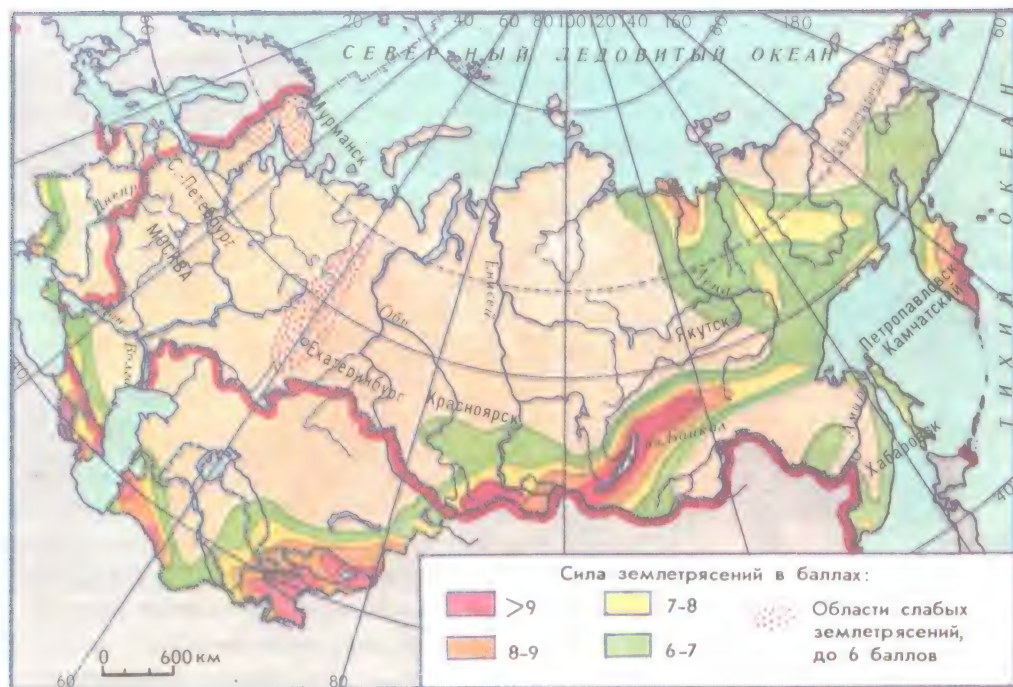 20 40 60 80 100 120 140 160 180 60
СЕВЕРНЫЙ ЛЕДОВИТЫЙ ОКЕАН
Мурманск
С.-Петербург
Днепр
МОСКВА
Волга
Екатеринбург
Обь
Енисей
Красноярск
Лена
Якутск
оз. Байкал
Амур
Хабаровск
Петропавловск
Камчатский
ТИХИЙ ОКЕАН
40
Сила землетрясений в баллах:
>9
7-8
8-9
6-7
Области слабых
землетрясений,
до 6 баллов
0 600 км
60
80